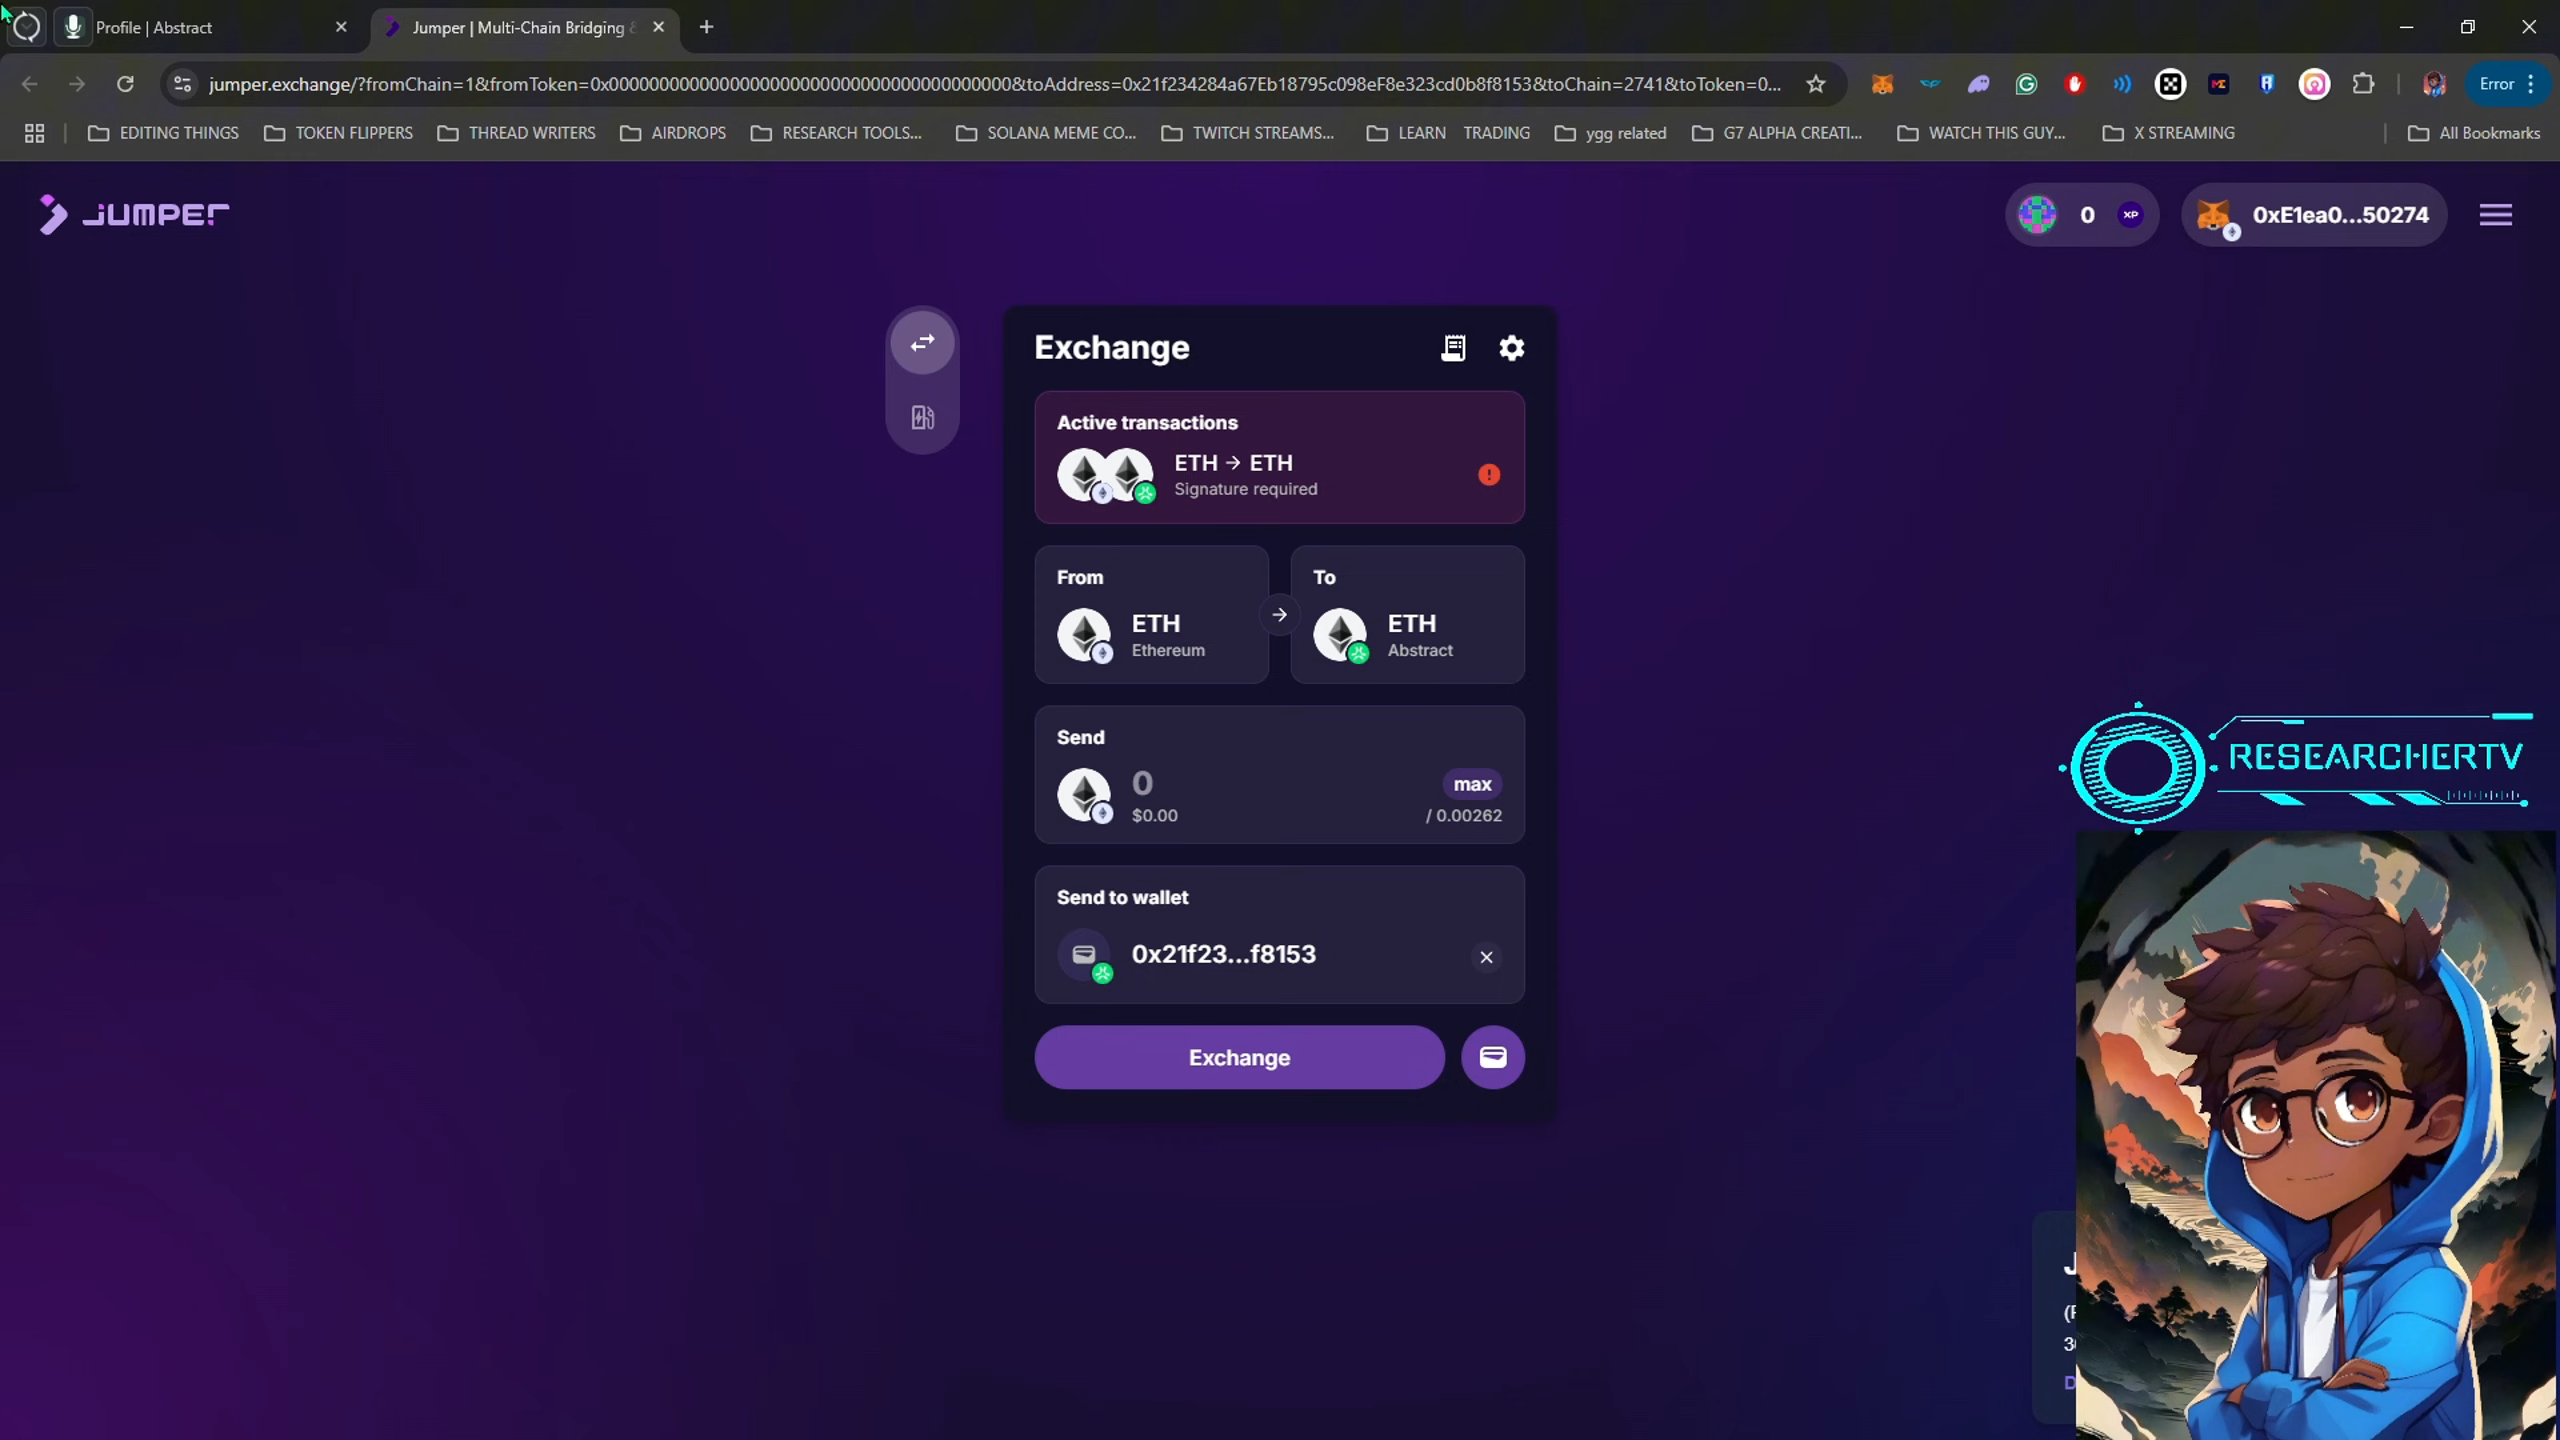 Profile | Abstract
Jumper | Multi-Chain Bridging &
jumper.exchange/?fromChain=1&fromToken=0x0000000000000000000000000000000000000000&toAddress=0x21f234284a67Eb18795c098eF8e323cd0b8f8153&toChain=2741&toToken=0...
Error
EDITING THINGS
TOKEN FLIPPERS
THREAD WRITERS
AIRDROPS
RESEARCH TOOLS...
SOLANA MEME CO...
TWITCH STREAMS...
LEARN TRADING
ygg related
G7 ALPHA CREATI...
WATCH THIS GUY...
X STREAMING
All Bookmarks
JUMPER
0 XP
0xE1ea0...50274
Exchange
Active transactions
ETH → ETH
Signature required
From
ETH
Ethereum
To
ETH
Abstract
Send
0
max
$0.00
/ 0.00262
Send to wallet
0x21f23...f8153
Exchange
RESEARCHERTV